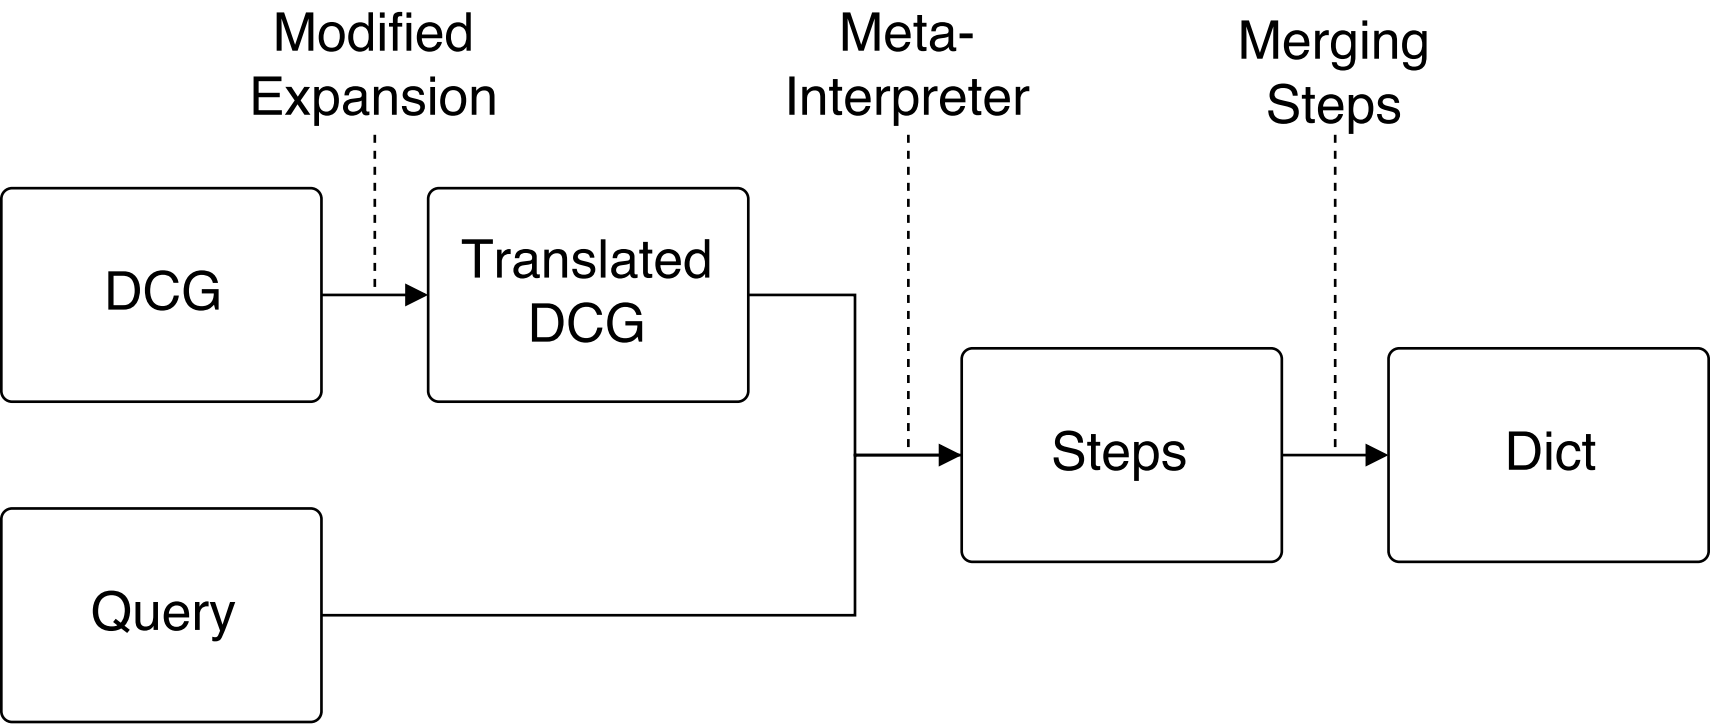 Modified
Expansion
Meta-
Interpreter
Merging
Steps
DCG
Translated
DCG
Steps
Dict
Query